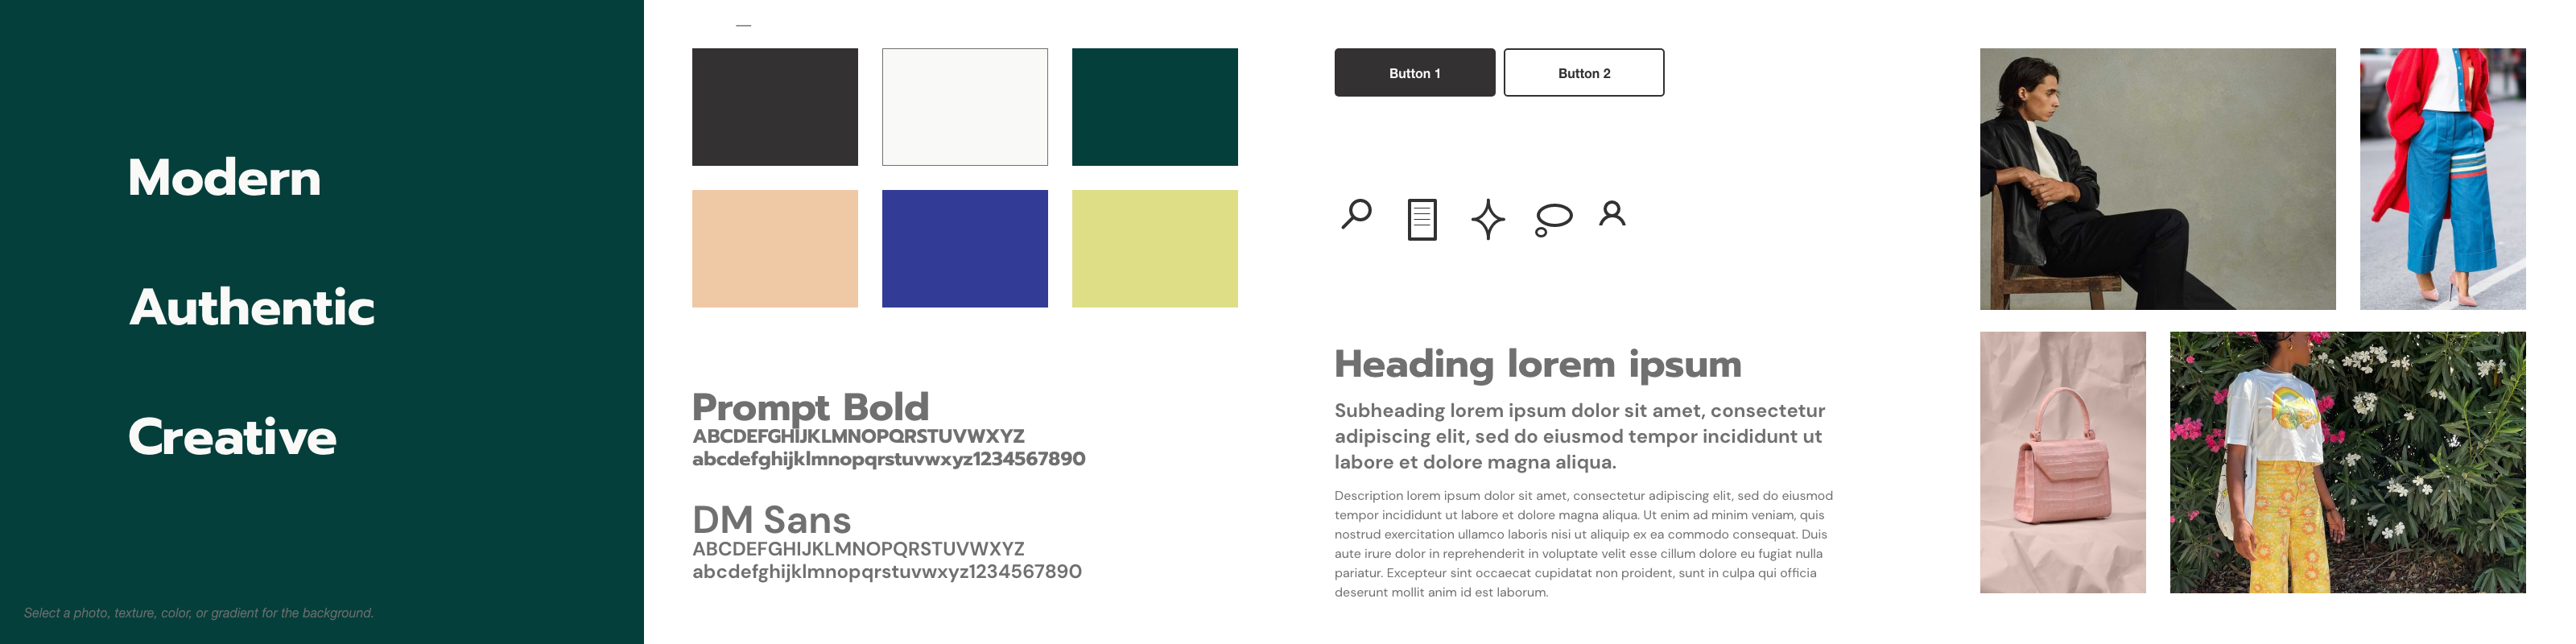 Modern
Authentic
Creative
Select a photo, texture, color, or gradient for the background.
Prompt Bold
ABCDEFGHIJKLMNOPQRSTUVWXYZ
abcdefghijklmnopqrstuvwxyz1234567890
DM Sans
ABCDEFGHIJKLMNOPQRSTUVWXYZ
abcdefghijklmnopqrstuvwxyz1234567890
Button 1
Button 2
Heading lorem ipsum
Subheading lorem ipsum dolor sit amet, consectetur
adipiscing elit, sed do eiusmod tempor incididunt ut
labore et dolore magna aliqua.
Description lorem ipsum dolor sit amet, consectetur adipiscing elit, sed do eiusmod
tempor incididunt ut labore et dolore magna aliqua. Ut enim ad minim veniam, quis
nostrud exercitation ullamco laboris nisi ut aliquip ex ea commodo consequat. Duis
aute irure dolor in reprehenderit in voluptate velit esse cillum dolore eu fugiat nulla
pariatur. Excepteur sint occaecat cupidatat non proident, sunt in culpa qui officia
deserunt mollit anim id est laborum.